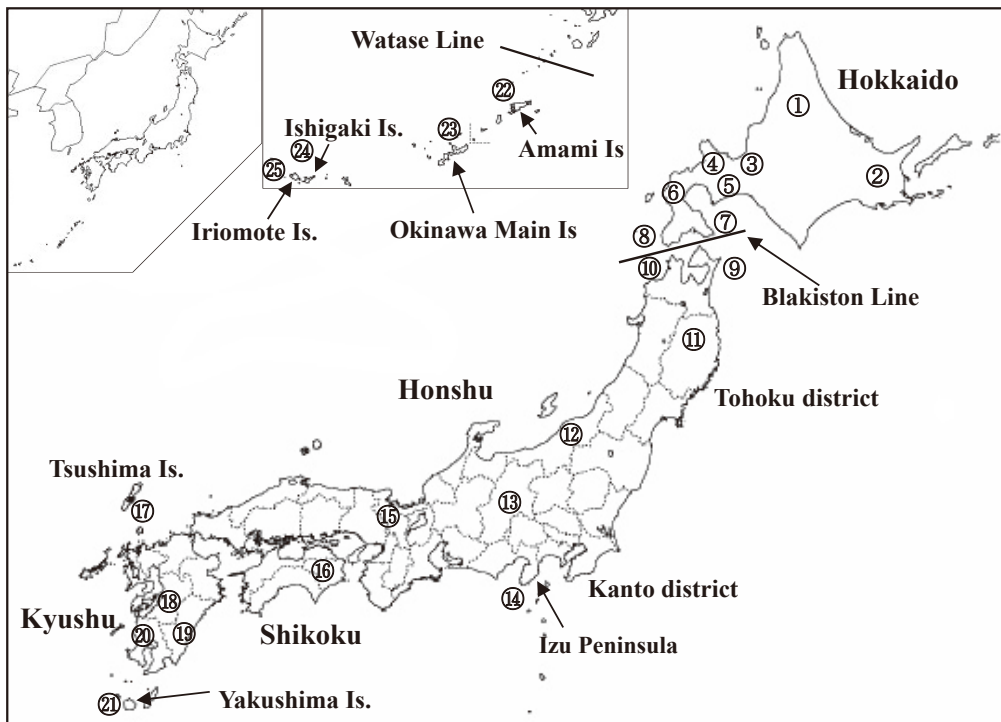 Watase Line
Hokkaido
①
㉒
Ishigaki Is.
㉓
㉔
Amami Is
㉕
④
③
②
⑤
⑥
Iriomote Is.
Okinawa Main Is
⑦
⑧
⑩
⑨
Blakiston Line
⑪
Honshu
Tohoku district
⑫
Tsushima Is.
⑬
⑰
⑮
⑯
Kanto district
⑭
⑱
Kyushu
⑳
⑲
Shikoku
Izu Peninsula
㉑
Yakushima Is.